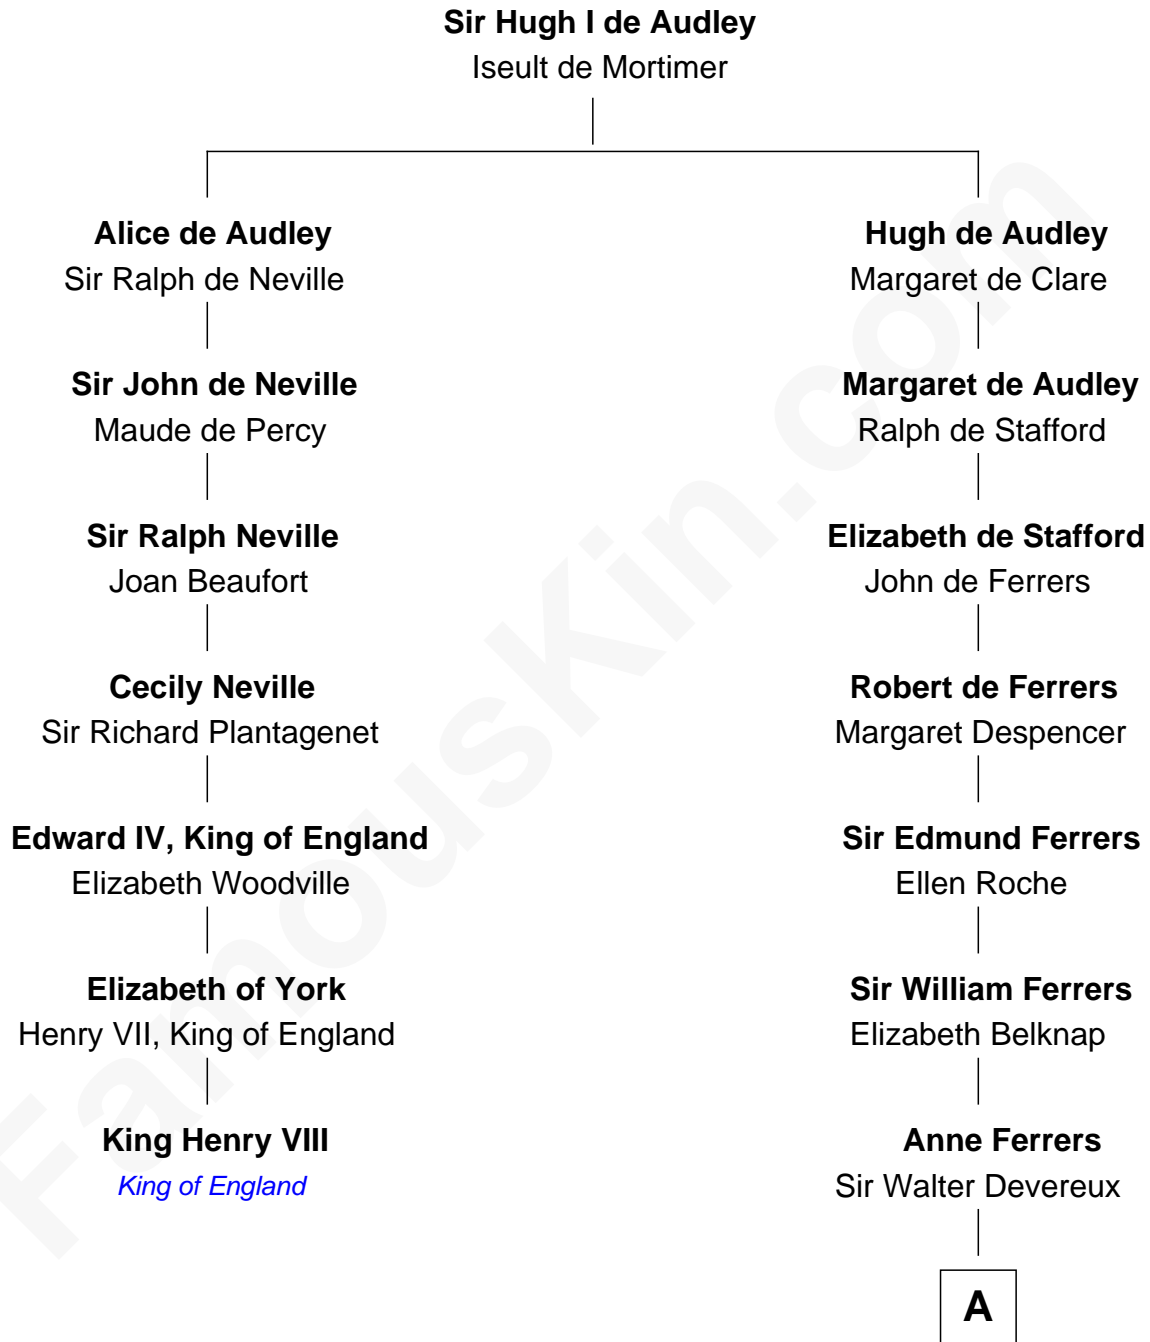 Sir Hugh I de Audley
Iseult de Mortimer
Alice de Audley
Sir Ralph de Neville
Hugh de Audley
Margaret de Clare
Sir John de Neville
Maude de Percy
Margaret de Audley
Ralph de Stafford
Sir Ralph Neville
Joan Beaufort
Elizabeth de Stafford
John de Ferrers
Cecily Neville
Sir Richard Plantagenet
Robert de Ferrers
Margaret Despencer
Edward IV, King of England
Elizabeth Woodville
Sir Edmund Ferrers
Ellen Roche
Elizabeth of York
Henry VII, King of England
Sir William Ferrers
Elizabeth Belknap
King Henry VIII
King of England
Anne Ferrers
Sir Walter Devereux
A
FamousKin.com